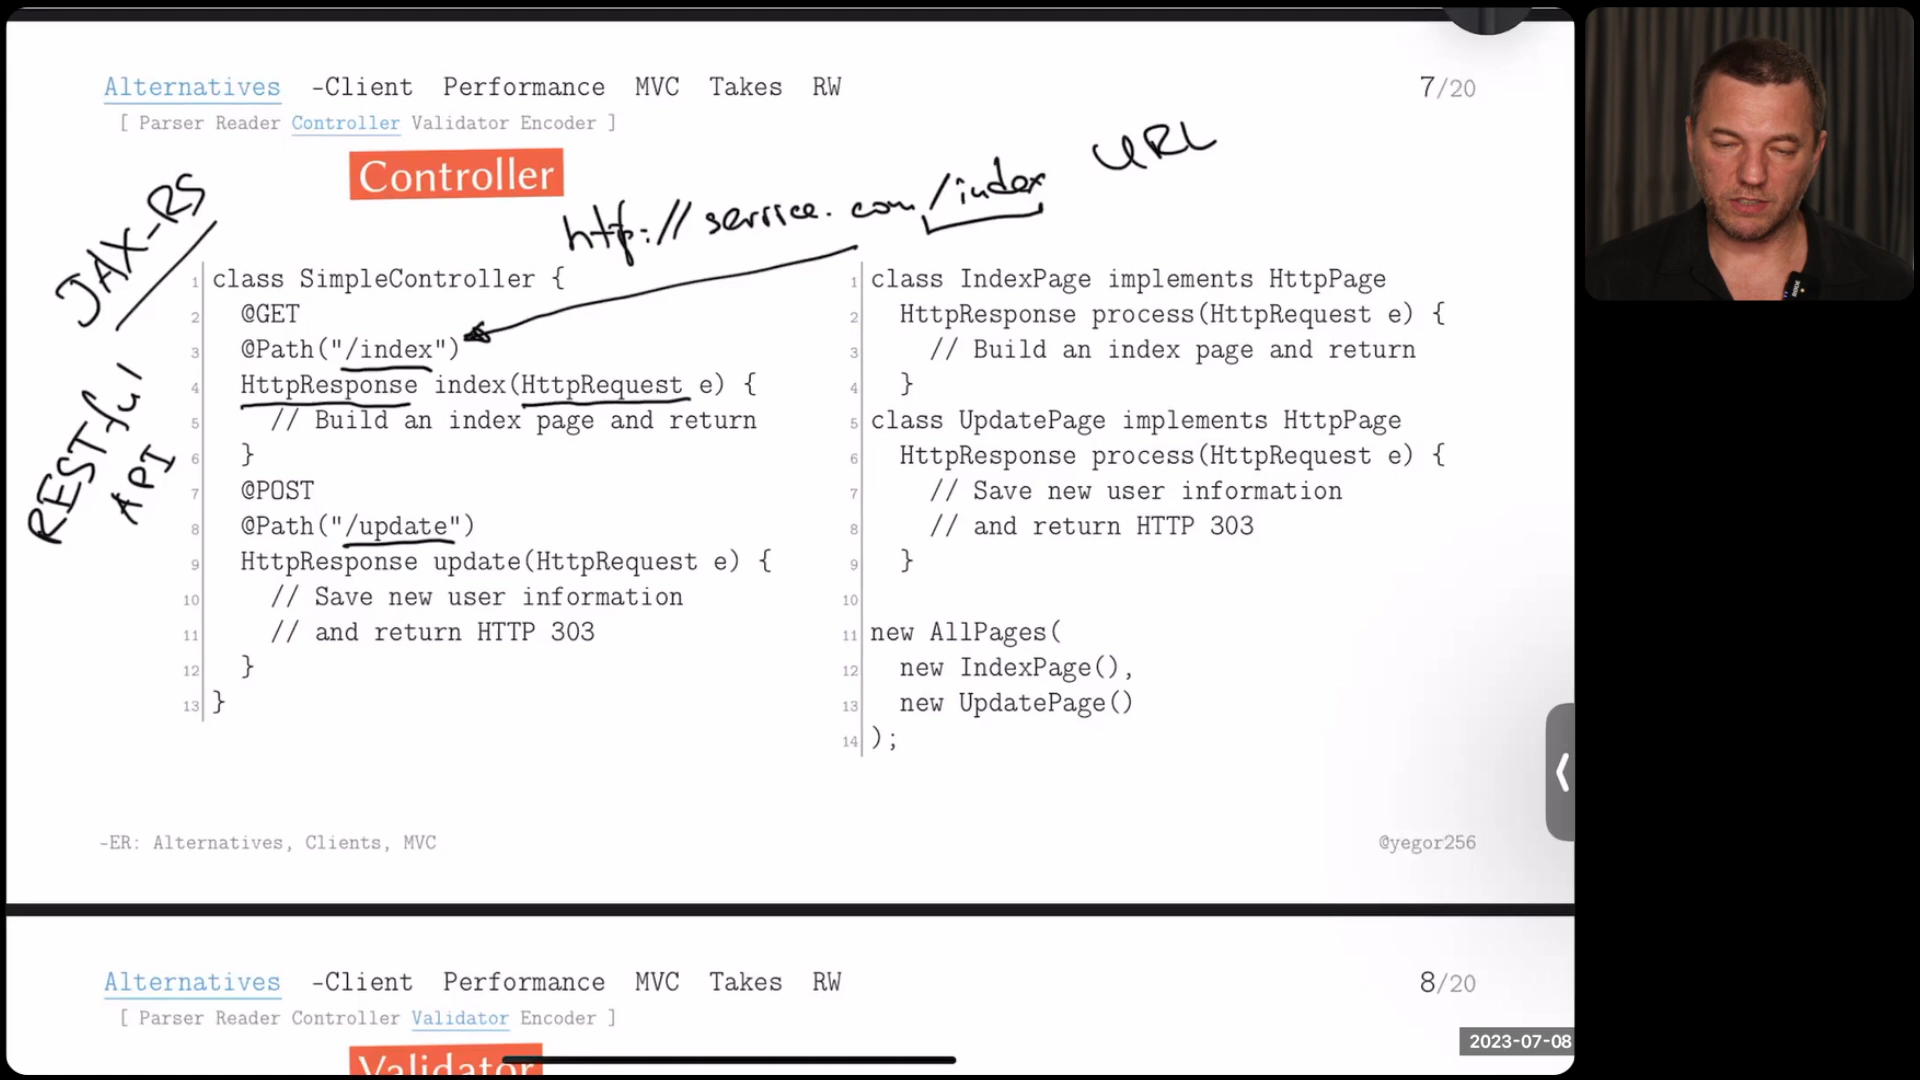 Alternatives -Client Performance MVC Takes RW 7/20
[ Parser Reader Controller Validator Encoder ]
Controller
URL
http://service.com/index
JAX-RS
RESTful
API
1 class SimpleController {
2 @GET
3 @Path("/index")
4 HttpResponse index(HttpRequest e) {
5 // Build an index page and return
6 }
7 @POST
8 @Path("/update")
9 HttpResponse update(HttpRequest e) {
10 // Save new user information
11 // and return HTTP 303
12 }
13 }
1 class IndexPage implements HttpPage
2 HttpResponse process(HttpRequest e) {
3 // Build an index page and return
4 }
5 class UpdatePage implements HttpPage
6 HttpResponse process(HttpRequest e) {
7 // Save new user information
8 // and return HTTP 303
9 }
10
11 new AllPages(
12 new IndexPage(),
13 new UpdatePage()
14 );
-ER: Alternatives, Clients, MVC @yegor256
Alternatives -Client Performance MVC Takes RW 8/20
[ Parser Reader Controller Validator Encoder ]
Validator
2023-07-08